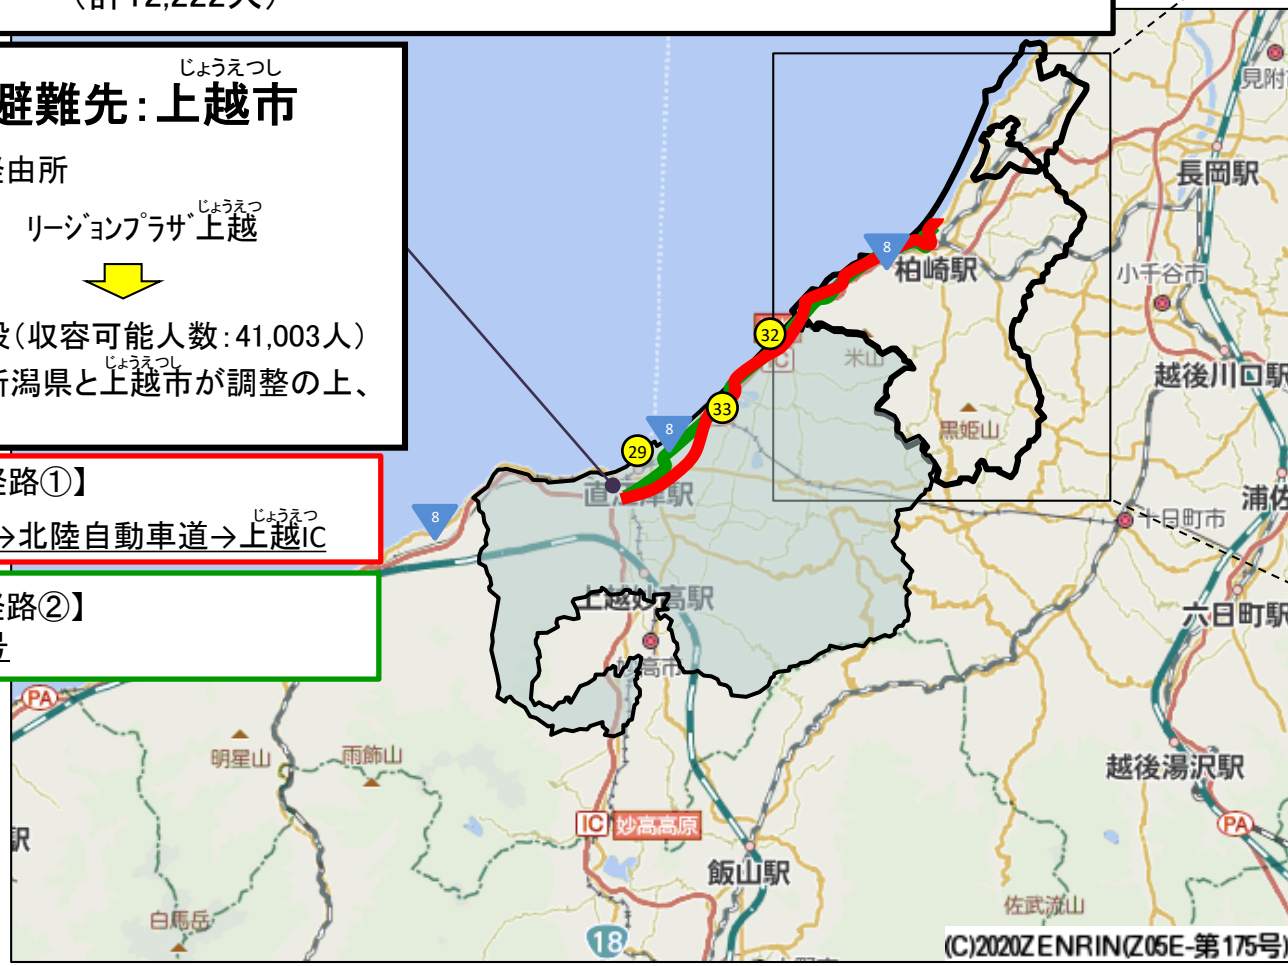 (計12,222人)
じょうえつし
避難先：上越市
経由所
じょうえつ
リージョンプラザ上越
設（収容可能人数：41,003人）
じょうえつし
新潟県と上越市が調整の上、
経路①】
じょうえつ
→北陸自動車道→上越IC
経路②】
号
見附
長岡駅
8
柏崎駅
小千谷市
32
IC
米山
越後川口駅
33
黒姫山
8
29
直江津駅
浦佐
8
十日町市
上越妙高駅
六日町駅
妙高市
PA
明星山
雨飾山
越後湯沢駅
IC 妙高高原
PA
駅
飯山駅
白馬岳
佐武流山
18
(C)2020ZENRIN(Z05E-第175号)